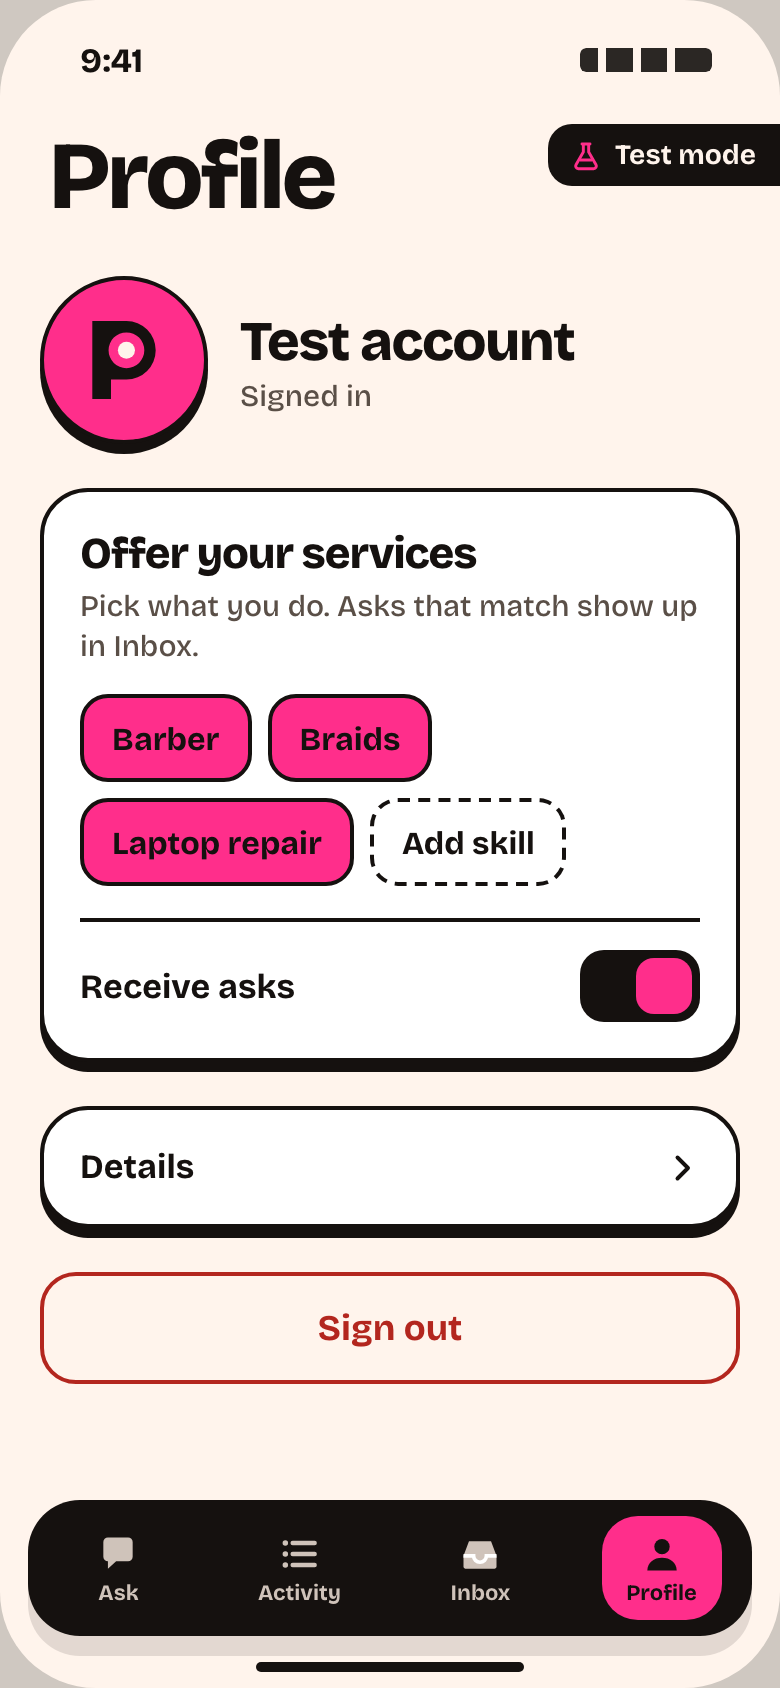 9:41
Profile
Test mode
Test account
Signed in
Offer your services
Pick what you do. Asks that match show up
in Inbox.
Barber
Braids
Laptop repair
Add skill
Receive asks
Details
Sign out
Ask
Activity
Inbox
Profile